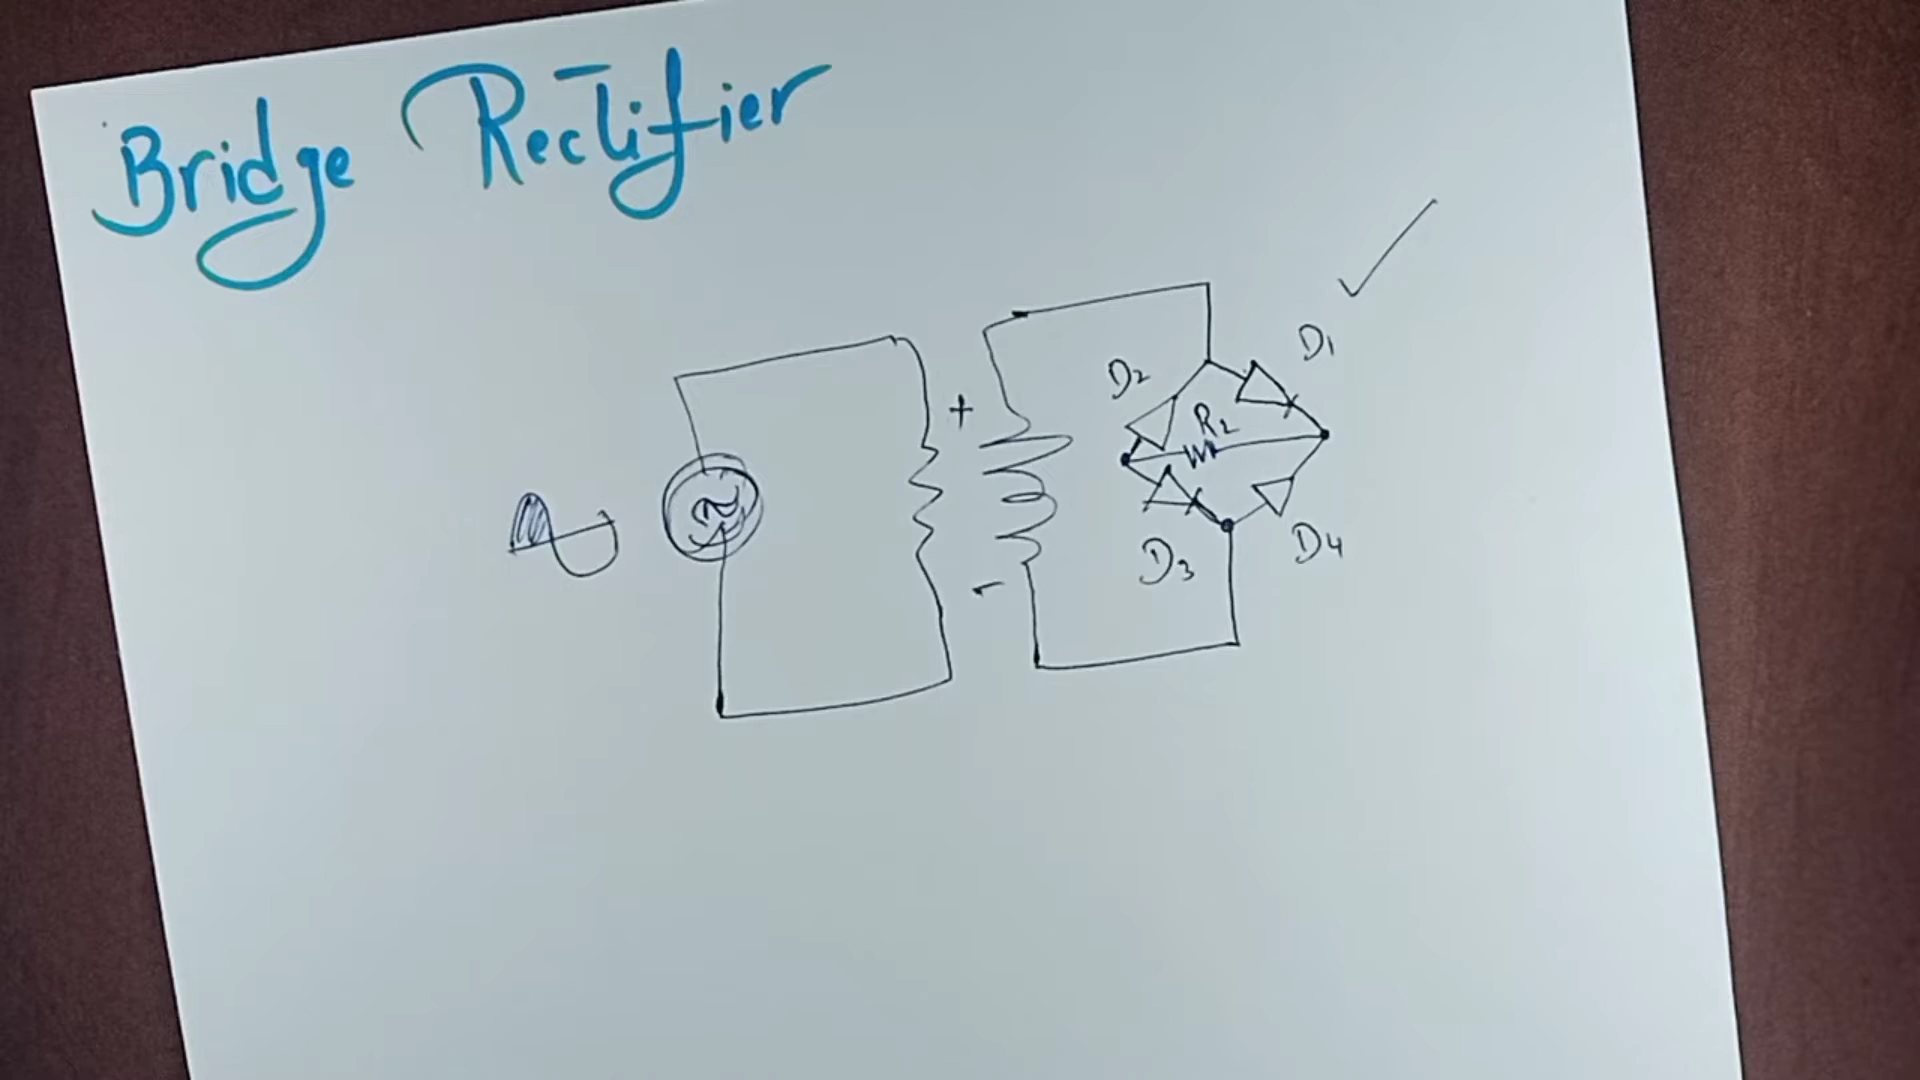 Bridge Rectifier
D1
D2
+
R2
-
D3
D4